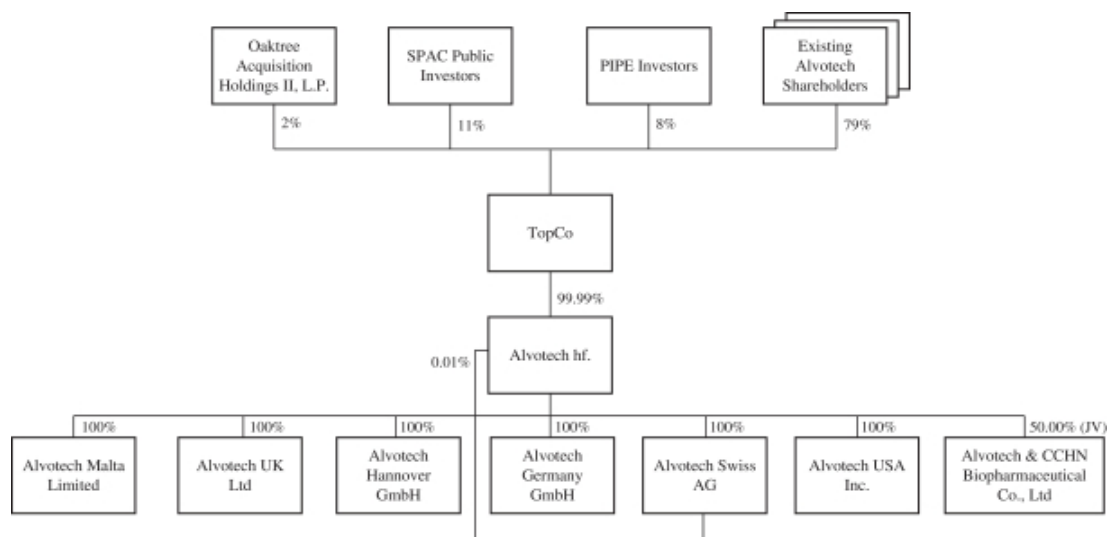 Oaktree
Acquisition
Holdings II, L.P.
SPAC Public
Investors
PIPE Investors
Existing
Alvotech
Shareholders
2%
11%
8%
79%
TopCo
99.99%
Alvotech hf.
0.01%
100%
100%
100%
100%
100%
100%
50.00% (JV)
Alvotech Malta
Limited
Alvotech UK
Ltd
Alvotech
Hannover
GmbH
Alvotech
Germany
GmbH
Alvotech Swiss
AG
Alvotech USA
Inc.
Alvotech & CCHN
Biopharmaceutical
Co., Ltd